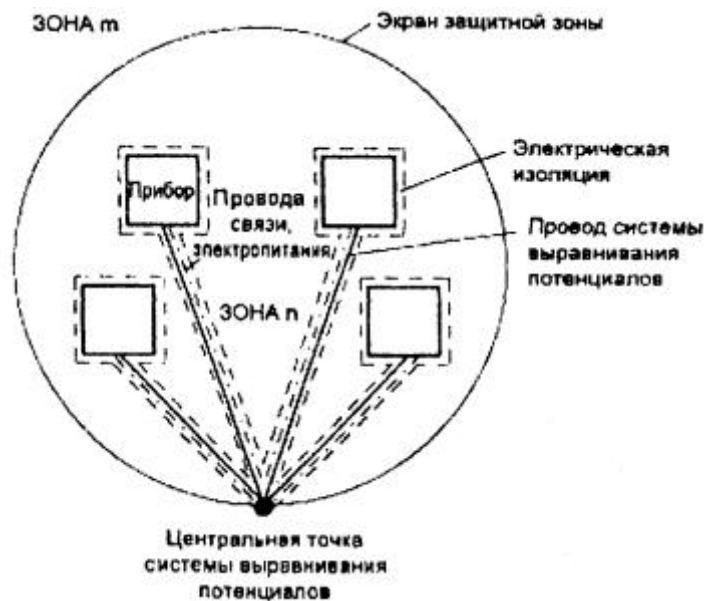 ЗОНА m
Экран защитной зоны
Электрическая
изоляция
Прибор
Провода
связи,
электропитания
Провод системы
выравнивания
потенциалов
ЗОНА n
Центральная точка
системы выравнивания
потенциалов